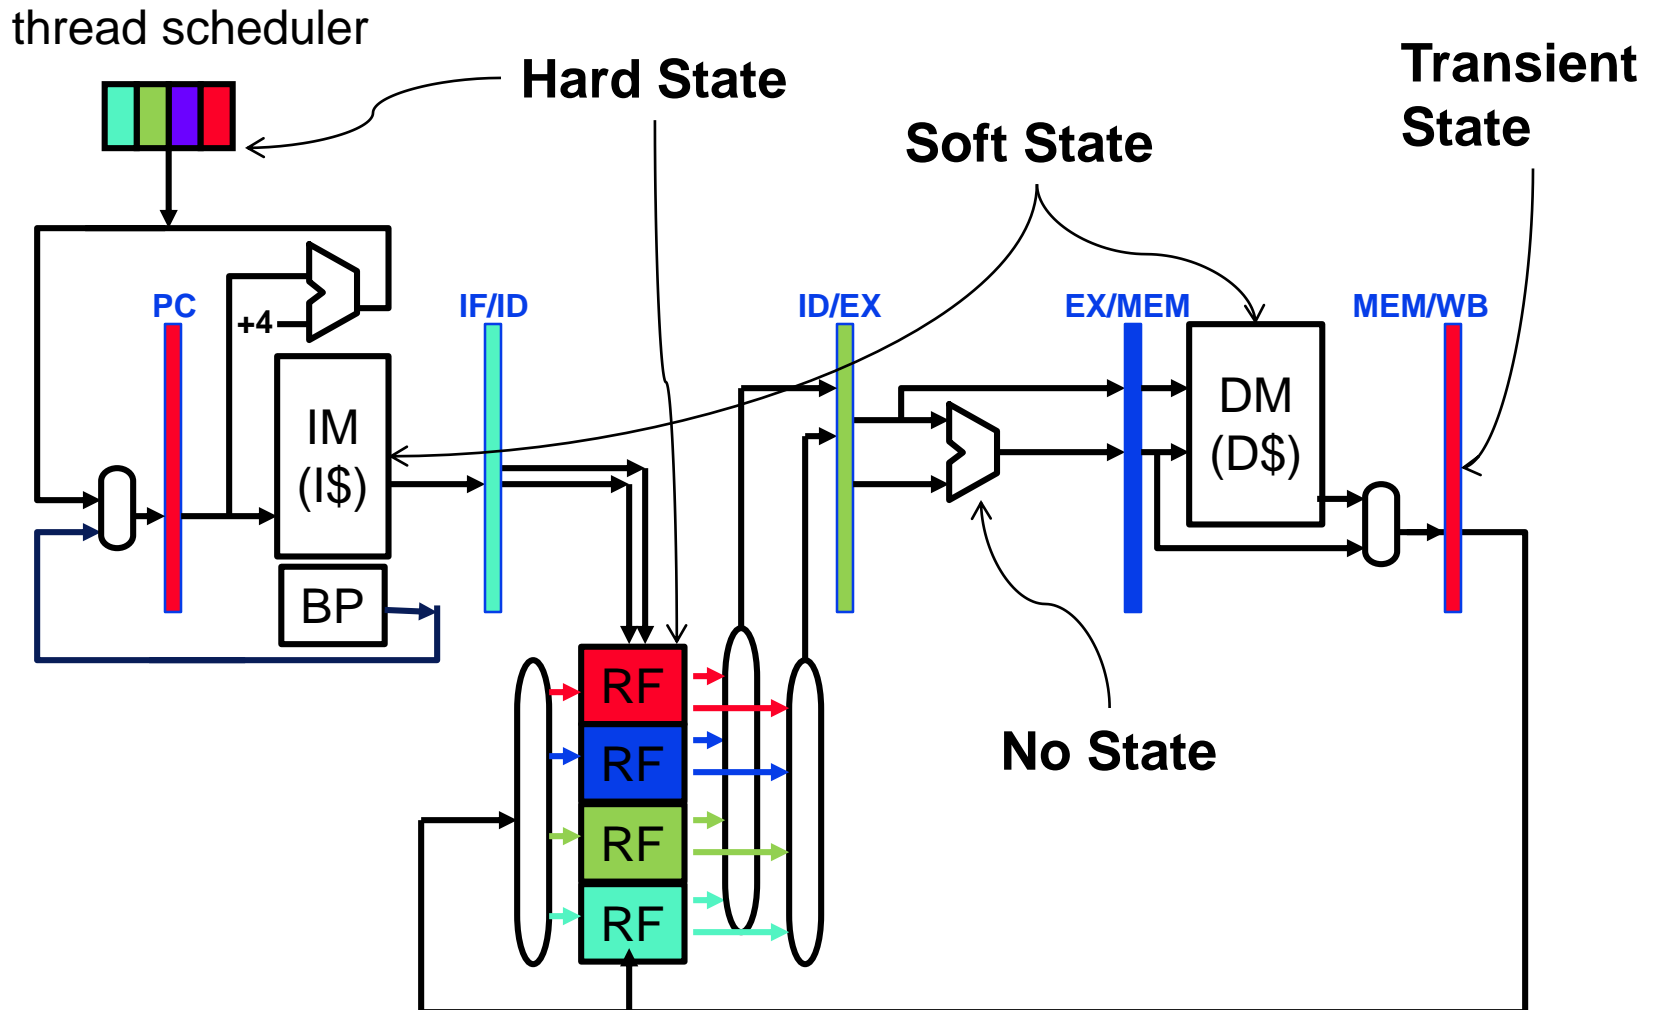 thread scheduler
Hard State
Transient
State
Soft State
PC
+4
IF/ID
ID/EX
EX/MEM
MEM/WB
IM
(I$)
DM
(D$)
BP
RF
RF
RF
RF
No State